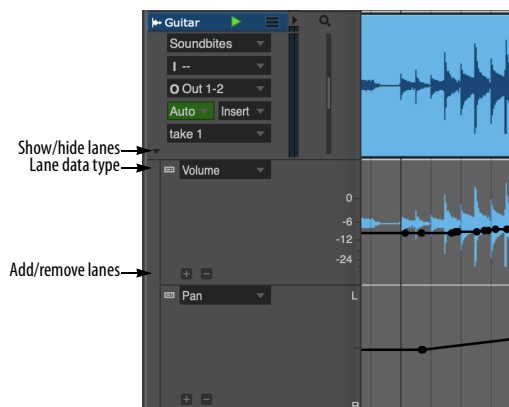 Guitar
Soundbites
I --
O Out 1-2
Auto Insert
take 1
Show/hide lanes
Lane data type
Volume
0
-6
-12
-24
Add/remove lanes
Pan
L
R